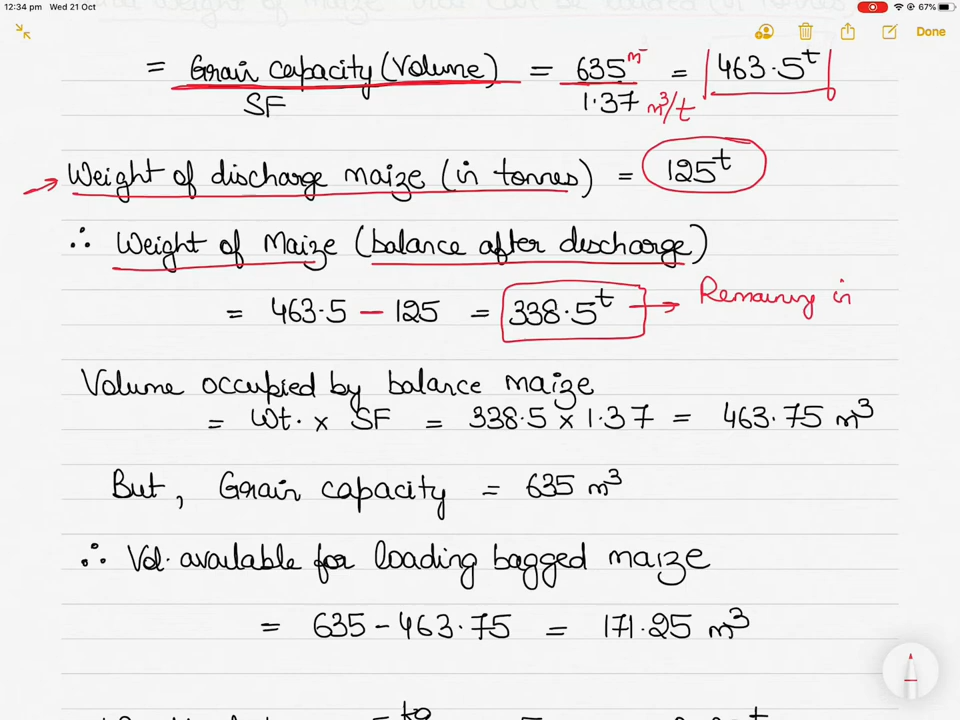 12:34 pm Wed 21 Oct 67%
Done
= Grain capacity (Volume) = 635 m³ = 463.5t
SF 1.37 m³/t
→ Weight of discharge maize (in tonnes) = 125t
∴ Weight of Maize (balance after discharge)
= 463.5 - 125 = 338.5t → Remaining in
Volume occupied by balance maize
= Wt. x SF = 338.5 x 1.37 = 463.75 m³
But, Grain capacity = 635 m³
∴ Vol. available for loading bagged maize
= 635 - 463.75 = 171.25 m³